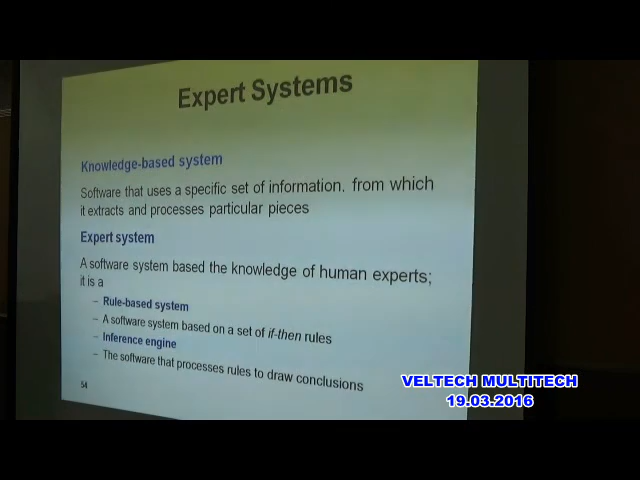 Expert Systems
Knowledge-based system
Software that uses a specific set of information. from which
it extracts and processes particular pieces
Expert system
A software system based the knowledge of human experts;
it is a
– Rule-based system
– A software system based on a set of if-then rules
– Inference engine
– The software that processes rules to draw conclusions
54
VELTECH MULTITECH
19.03.2016